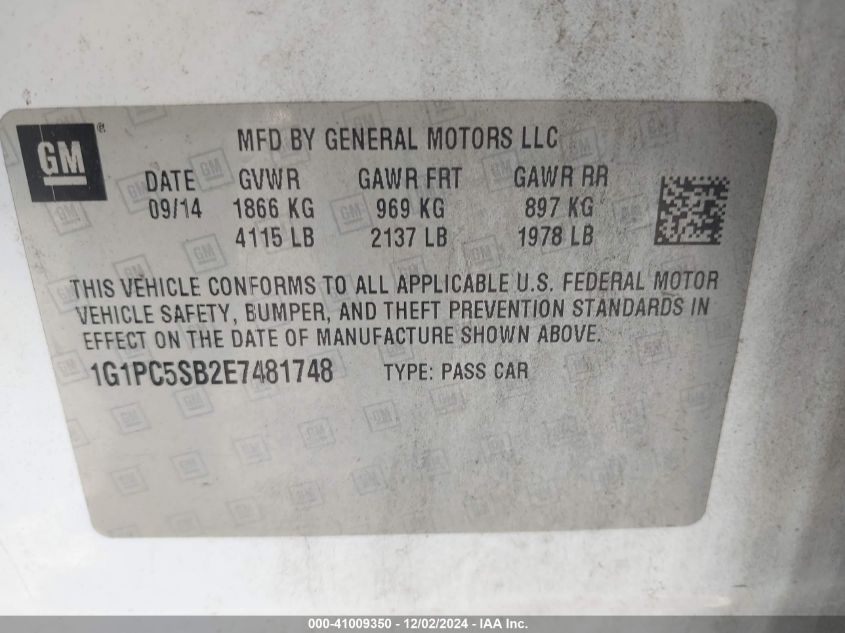 GM ®
MFD BY GENERAL MOTORS LLC
DATE GVWR GAWR FRT GAWR RR
09/14 1866 KG 969 KG 897 KG
4115 LB 2137 LB 1978 LB
THIS VEHICLE CONFORMS TO ALL APPLICABLE U.S. FEDERAL MOTOR
VEHICLE SAFETY, BUMPER, AND THEFT PREVENTION STANDARDS IN
EFFECT ON THE DATE OF MANUFACTURE SHOWN ABOVE.
1G1PC5SB2E7481748 TYPE: PASS CAR
000-41009350 - 12/02/2024 - IAA Inc.